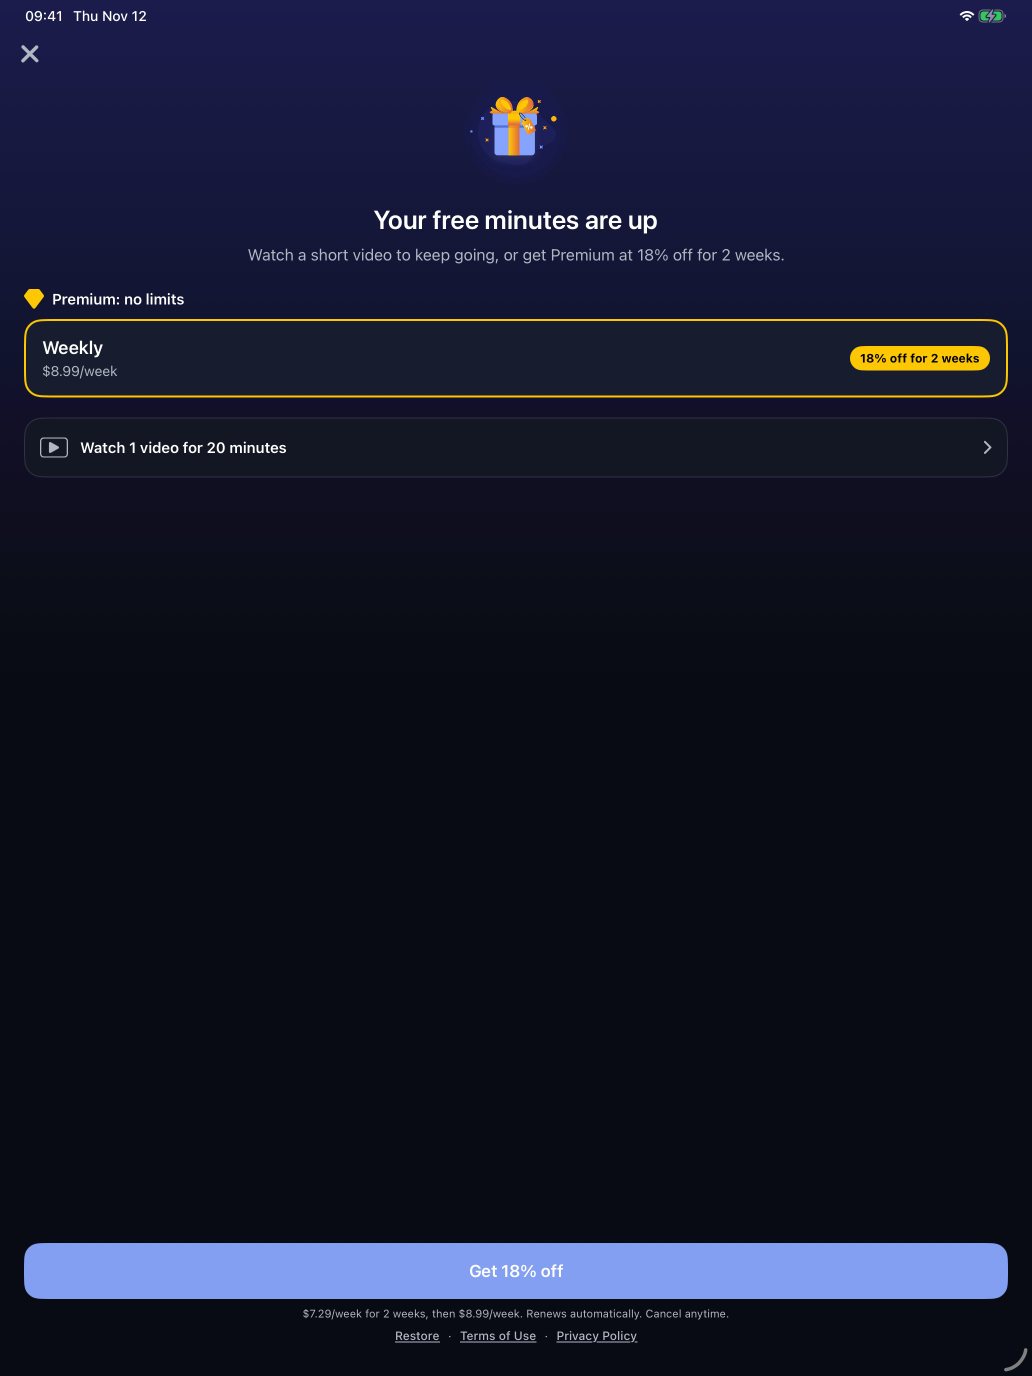 09:41 Thu Nov 12
Your free minutes are up
Watch a short video to keep going, or get Premium at 18% off for 2 weeks.
Premium: no limits
Weekly
$8.99/week
18% off for 2 weeks
Watch 1 video for 20 minutes
Get 18% off
$7.29/week for 2 weeks, then $8.99/week. Renews automatically. Cancel anytime.
Restore · Terms of Use · Privacy Policy